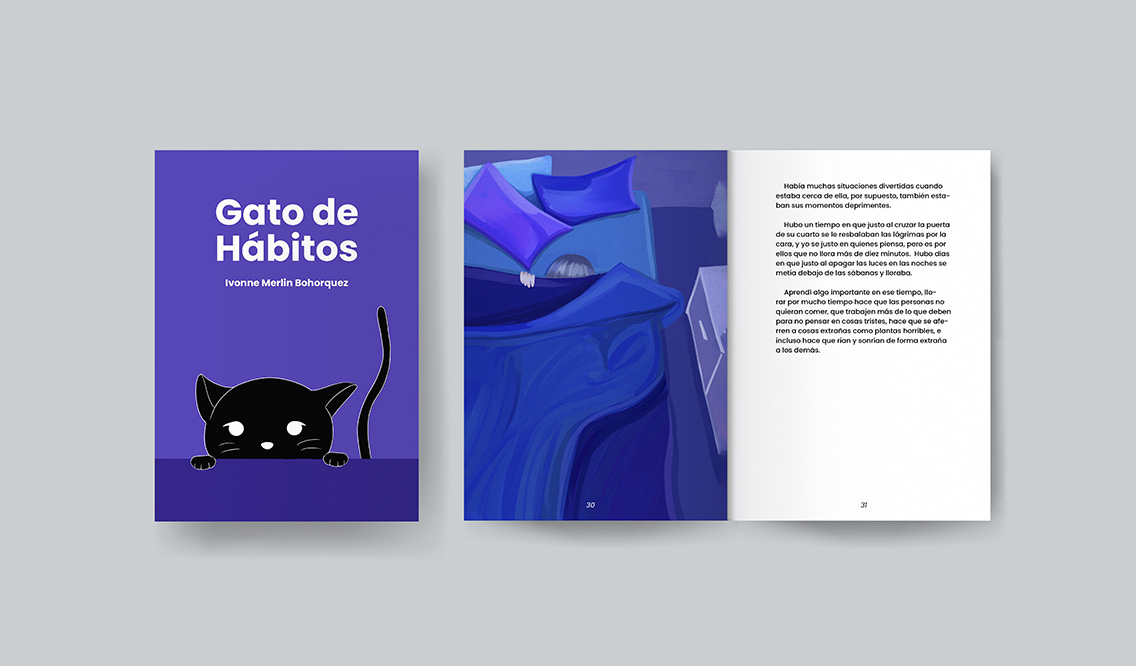 Gato de
Hábitos
Ivonne Merlin Bohorquez
Había muchas situaciones divertidas cuando
estaba cerca de ella, por supuesto, también esta-
ban sus momentos deprimentes.
Hubo un tiempo en que justo al cruzar la puerta
de su cuarto se le resbalaban las lágrimas por la
cara, y yo se justo en quienes piensa, pero es por
ellos que no llora más de diez minutos. Hubo días
en que justo al apagar las luces en las noches se
metía debajo de las sábanas y lloraba.
Aprendí algo importante en ese tiempo, llo-
rar por mucho tiempo hace que las personas no
quieran comer, que trabajen más de lo que deben
para no pensar en cosas tristes, hace que se afe-
rren a cosas extrañas como plantas horribles, e
incluso hace que rían y sonrían de forma extraña
a los demás.
30
31